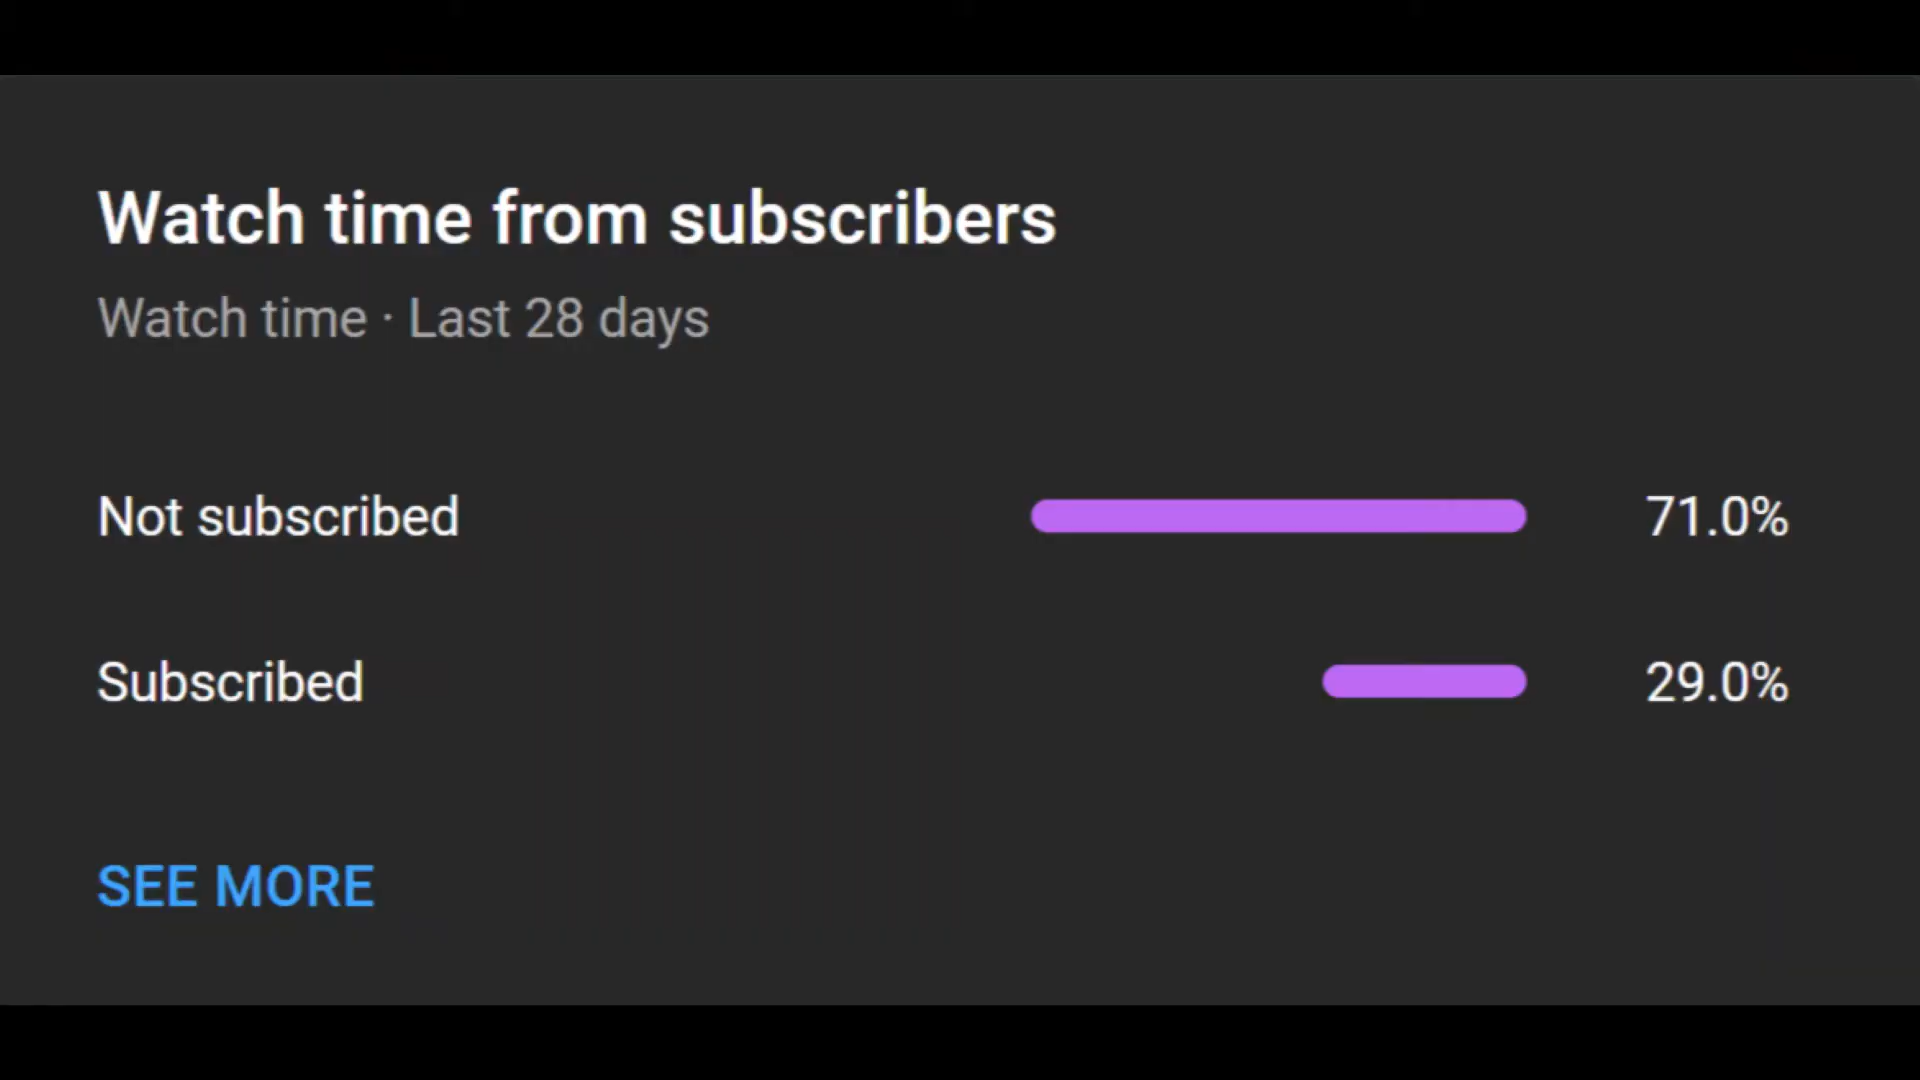 Watch time from subscribers
Watch time · Last 28 days
Not subscribed 71.0%
Subscribed 29.0%
SEE MORE